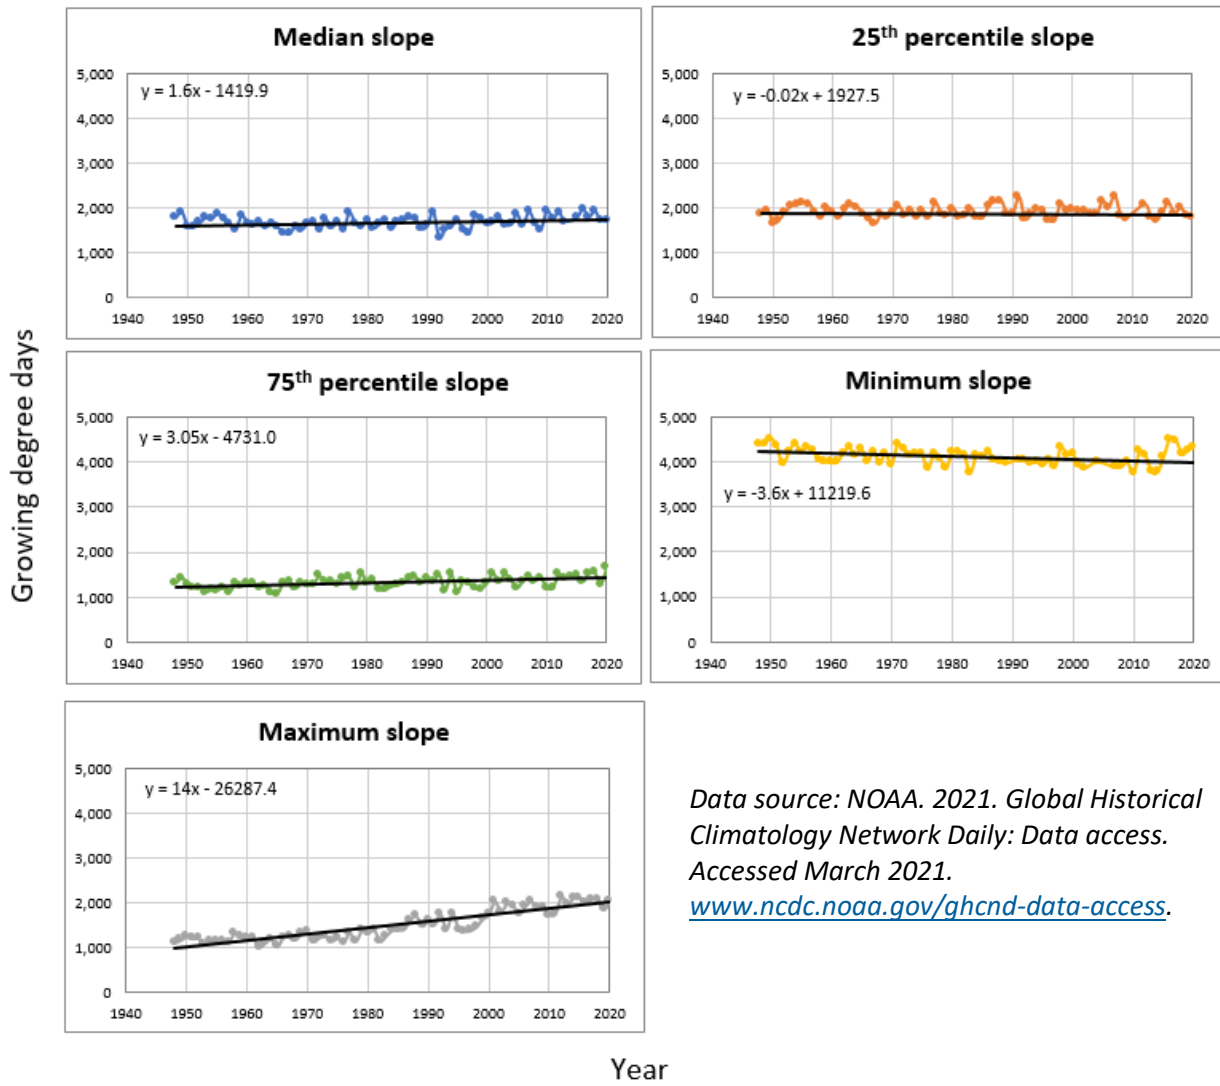 Median slope
y = 1.6x - 1419.9
5,000
4,000
3,000
2,000
1,000
0
1940 1950 1960 1970 1980 1990 2000 2010 2020
25th percentile slope
y = -0.02x + 1927.5
5,000
4,000
3,000
2,000
1,000
0
1940 1950 1960 1970 1980 1990 2000 2010 2020
Growing degree days
75th percentile slope
y = 3.05x - 4731.0
5,000
4,000
3,000
2,000
1,000
0
1940 1950 1960 1970 1980 1990 2000 2010 2020
Minimum slope
y = -3.6x + 11219.6
5,000
4,000
3,000
2,000
1,000
0
1940 1950 1960 1970 1980 1990 2000 2010 2020
Maximum slope
y = 14x - 26287.4
5,000
4,000
3,000
2,000
1,000
0
1940 1950 1960 1970 1980 1990 2000 2010 2020
Data source: NOAA. 2021. Global Historical
Climatology Network Daily: Data access.
Accessed March 2021.
www.ncdc.noaa.gov/ghcnd-data-access.
Year